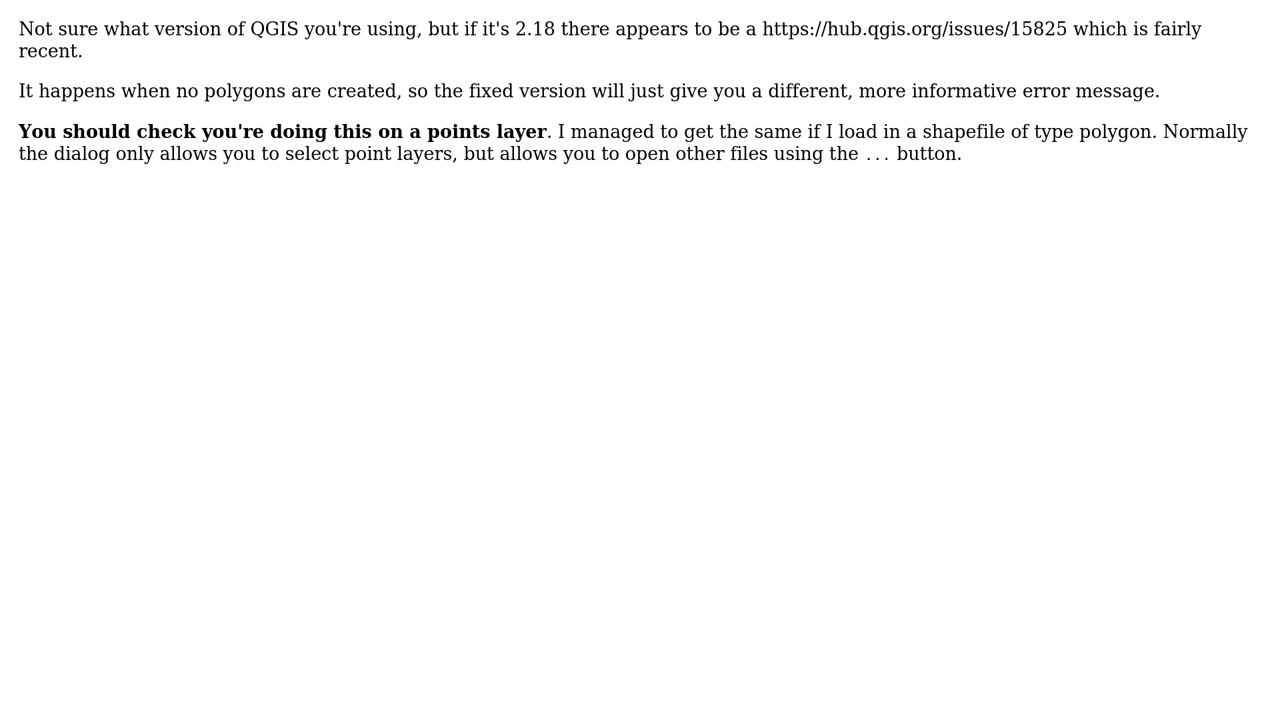 Not sure what version of QGIS you're using, but if it's 2.18 there appears to be a https://hub.qgis.org/issues/15825 which is fairly
recent.
It happens when no polygons are created, so the fixed version will just give you a different, more informative error message.
You should check you're doing this on a points layer. I managed to get the same if I load in a shapefile of type polygon. Normally
the dialog only allows you to select point layers, but allows you to open other files using the ... button.